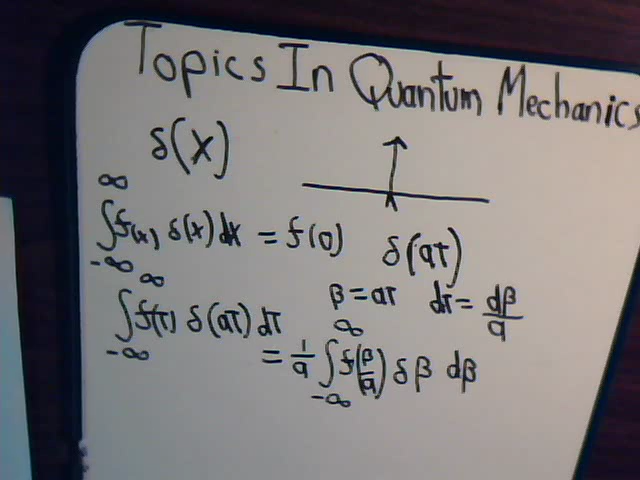 Topics In Quantum Mechanics
δ(x)
∞
∫f(x) δ(x)dx = f(0) δ(aτ)
-∞
∞ β = aτ dτ = dβ/a
∫f(τ) δ(aτ) dτ
-∞
∞
= 1/a ∫f(β/a) δβ dβ
-∞